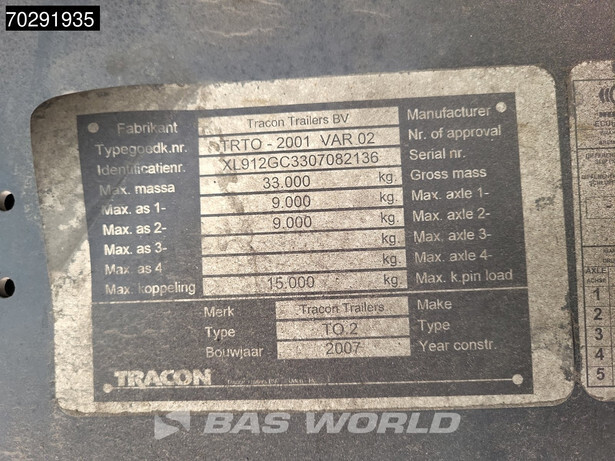 70291935
Fabrikant Tracon Trailers BV Manufacturer
Typegoedk.nr. TRTO - 2001 VAR 02 Nr. of approval
Identificatienr. XL912GC3307082136 Serial nr.
Max. massa 33.000 kg. Gross mass
Max. as 1- 9.000 kg. Max. axle 1-
Max. as 2- 9.000 kg. Max. axle 2-
Max. as 3- kg. Max. axle 3-
Max. as 4 kg. Max. axle 4-
Max. koppeling 15.000 kg. Max. k.pin load
Merk Tracon Trailers Make
Type TO.2 Type
Bouwjaar 2007 Year constr.
TRACON
AXLE
1
2
3
4
5
BAS WORLD